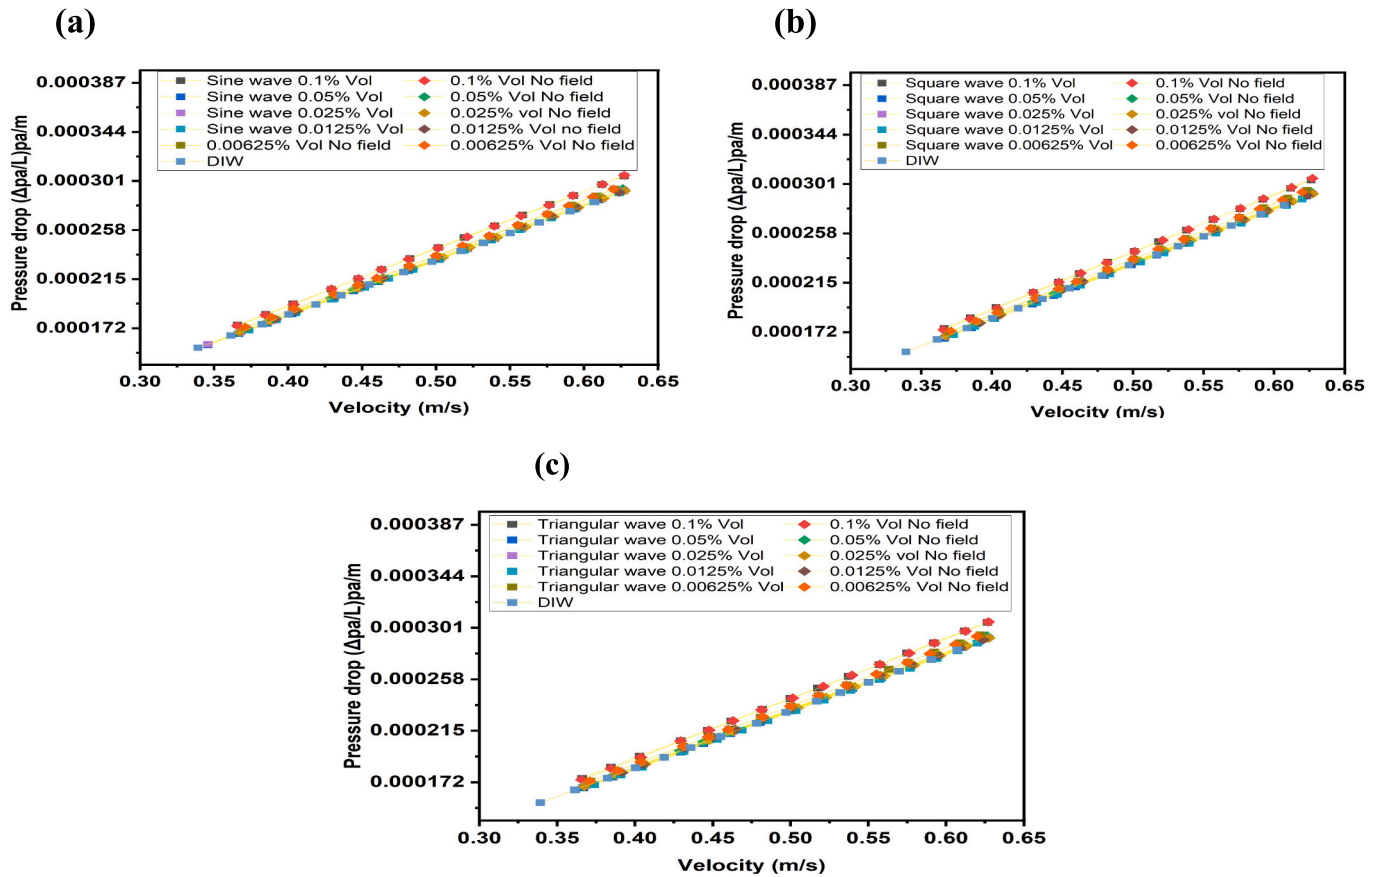 (a)
Pressure drop (Δpa/L)pa/m
0.000387
0.000344
0.000301
0.000258
0.000215
0.000172
Sine wave 0.1% Vol
0.1% Vol No field
Sine wave 0.05% Vol
0.05% Vol No field
Sine wave 0.025% Vol
0.025% vol No field
Sine wave 0.0125% Vol
0.0125% Vol no field
0.00625% Vol No field
0.00625% Vol No field
DIW
0.30 0.35 0.40 0.45 0.50 0.55 0.60 0.65
Velocity (m/s)
(b)
Pressure drop (Δpa/L)pa/m
0.000387
0.000344
0.000301
0.000258
0.000215
0.000172
Square wave 0.1% Vol
0.1% Vol No field
Square wave 0.05% Vol
0.05% Vol No field
Square wave 0.025% Vol
0.025% vol No field
Square wave 0.0125% Vol
0.0125% Vol No field
Square wave 0.00625% Vol
0.00625% Vol No field
DIW
0.30 0.35 0.40 0.45 0.50 0.55 0.60 0.65
Velocity (m/s)
(c)
Pressure drop (Δpa/L)pa/m
0.000387
0.000344
0.000301
0.000258
0.000215
0.000172
Triangular wave 0.1% Vol
0.1% Vol No field
Triangular wave 0.05% Vol
0.05% Vol No field
Triangular wave 0.025% Vol
0.025% vol No field
Triangular wave 0.0125% Vol
0.0125% Vol No field
Triangular wave 0.00625% Vol
0.00625% Vol No field
DIW
0.30 0.35 0.40 0.45 0.50 0.55 0.60 0.65
Velocity (m/s)